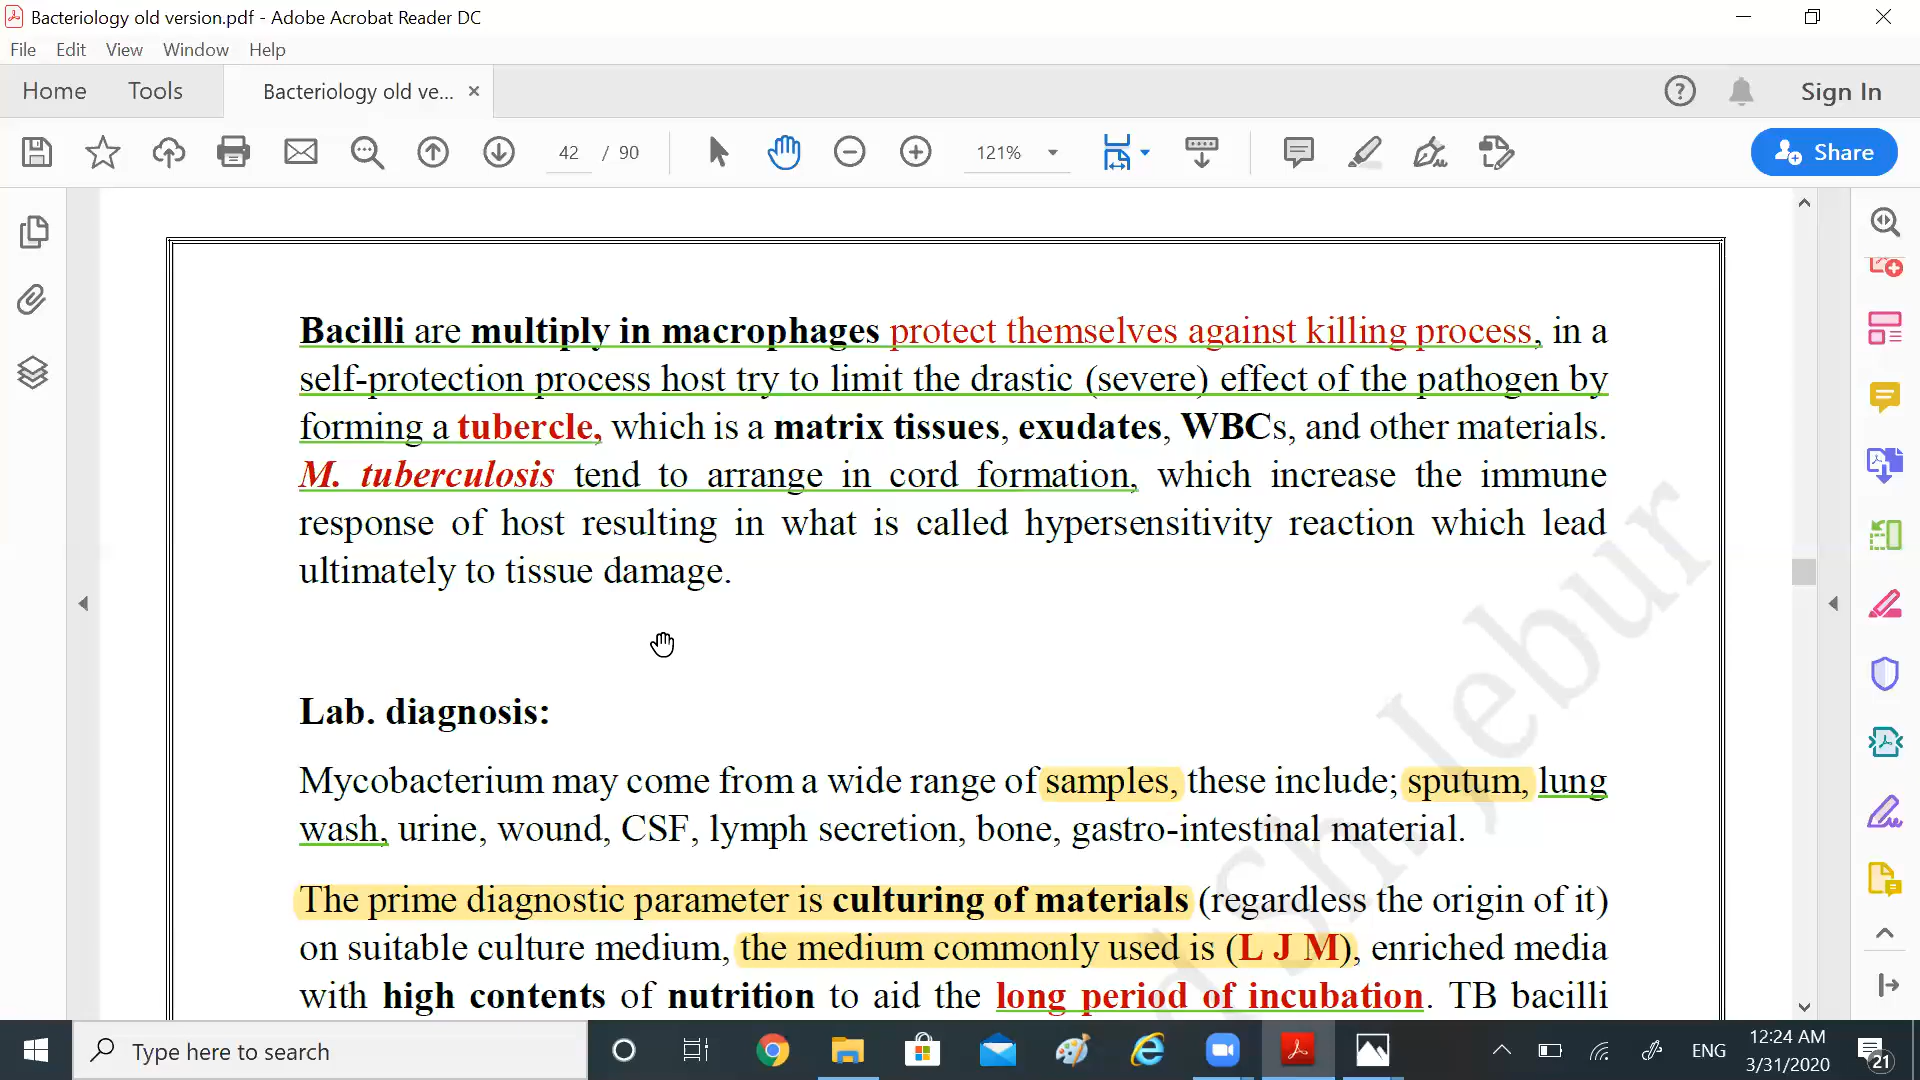 Bacteriology old version.pdf - Adobe Acrobat Reader DC
File Edit View Window Help
Home Tools Bacteriology old ve... × Sign In
42 / 90 121% Share
Bacilli are multiply in macrophages protect themselves against killing process, in a
self-protection process host try to limit the drastic (severe) effect of the pathogen by
forming a tubercle, which is a matrix tissues, exudates, WBCs, and other materials.
M. tuberculosis tend to arrange in cord formation, which increase the immune
response of host resulting in what is called hypersensitivity reaction which lead
ultimately to tissue damage.
Lab. diagnosis:
Mycobacterium may come from a wide range of samples, these include; sputum, lung
wash, urine, wound, CSF, lymph secretion, bone, gastro-intestinal material.
The prime diagnostic parameter is culturing of materials (regardless the origin of it)
on suitable culture medium, the medium commonly used is (L J M), enriched media
with high contents of nutrition to aid the long period of incubation. TB bacilli
d Sh. Jebur
Type here to search
ENG
12:24 AM
3/31/2020
21